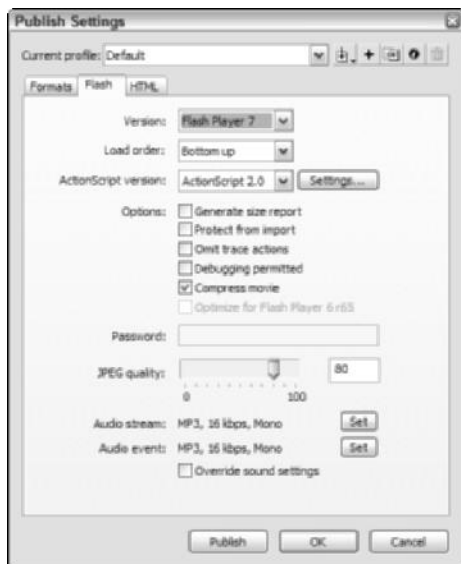 Publish Settings
Current profile: Default
Formats Flash HTML
Version: Flash Player 7
Load order: Bottom up
ActionScript version: ActionScript 2.0 Settings...
Options: Generate size report
Protect from import
Omit trace actions
Debugging permitted
Compress movie
Optimize for Flash Player 6 r65
Password:
JPEG quality: 80
0 100
Audio stream: MP3, 16 kbps, Mono Set
Audio event: MP3, 16 kbps, Mono Set
Override sound settings
Publish OK Cancel